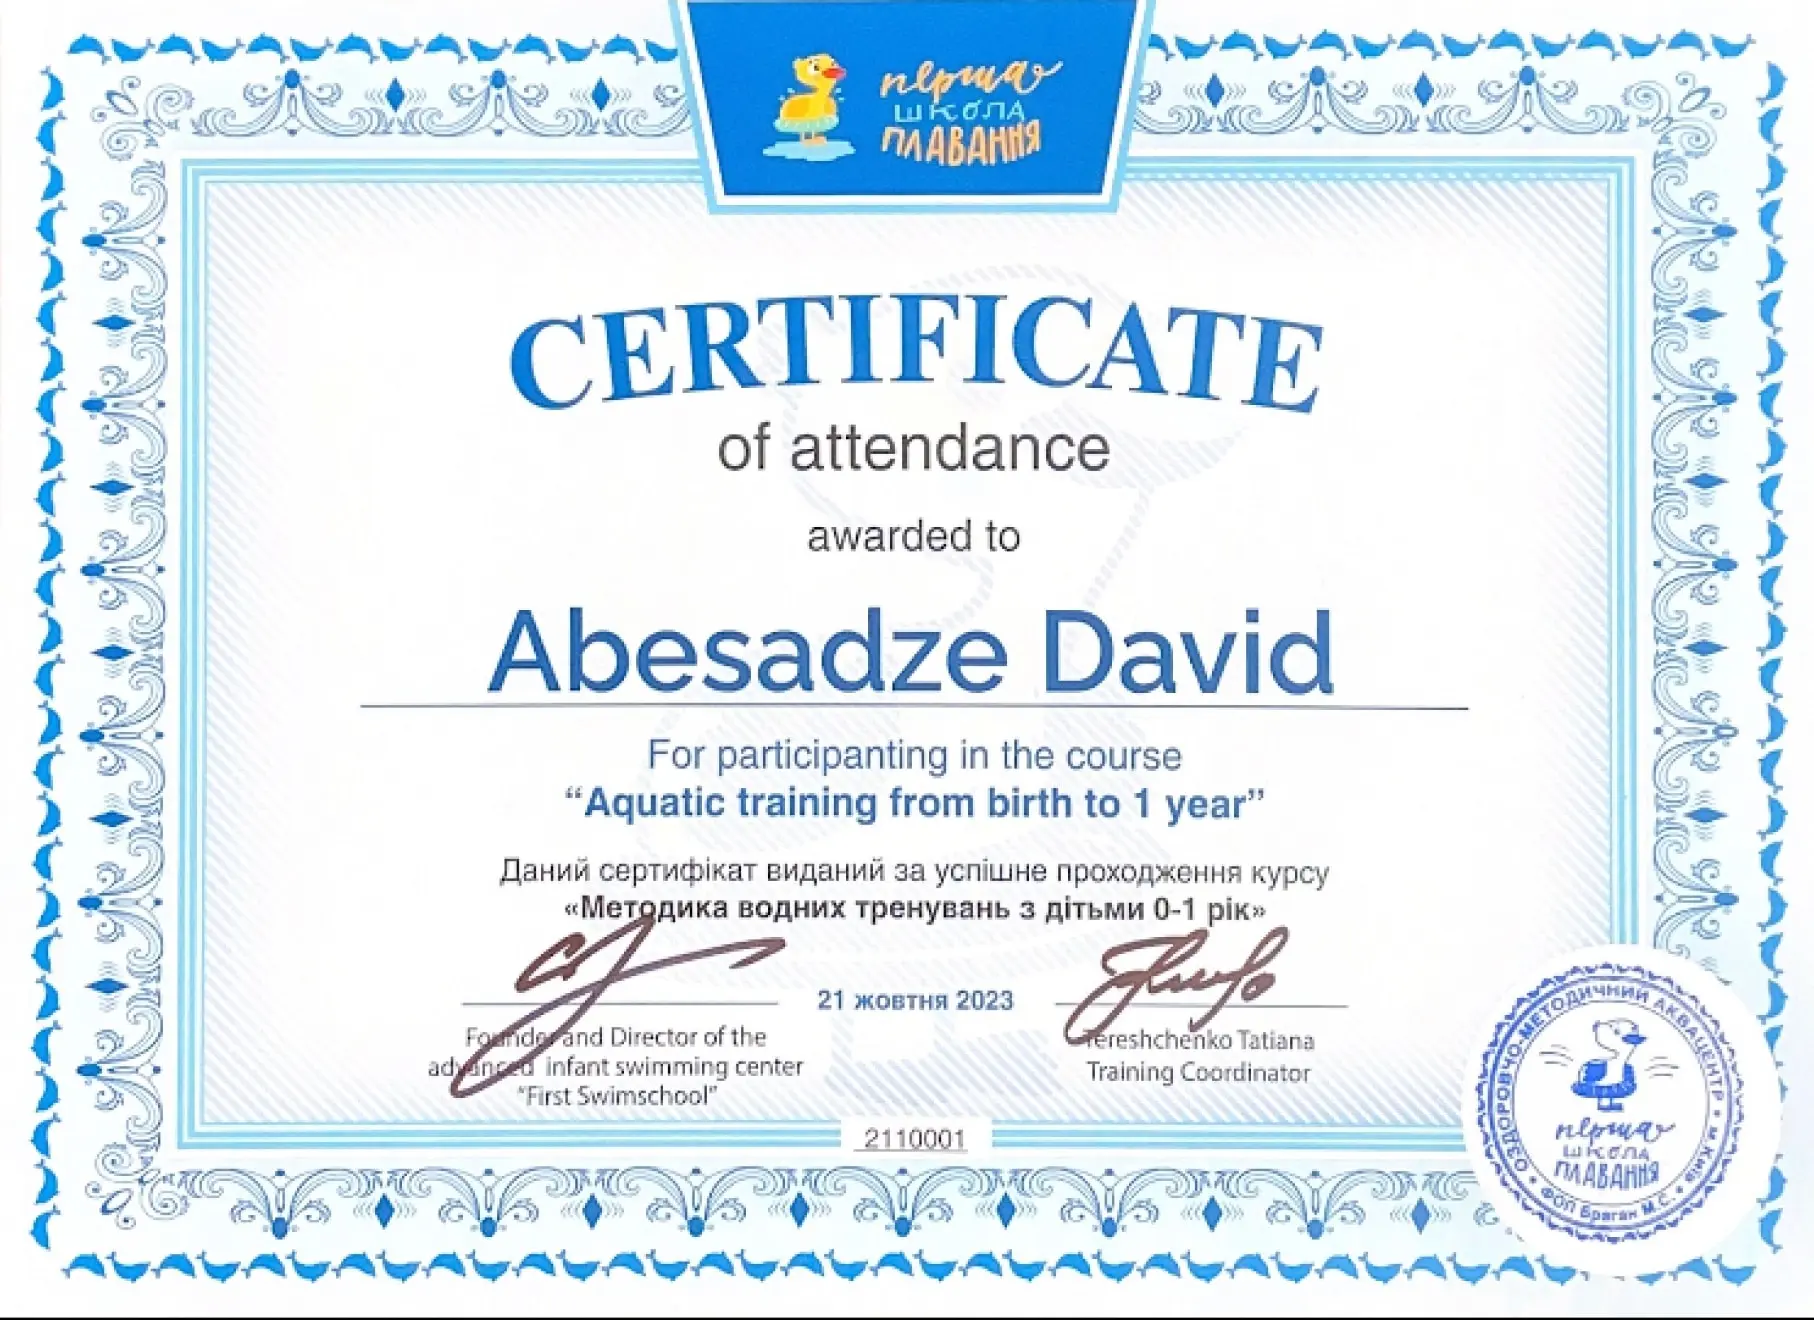 перша
школа
ПЛАВАННЯ
CERTIFICATE
of attendance
awarded to
Abesadze David
For participanting in the course
“Aquatic training from birth to 1 year”
Даний сертифікат виданий за успішне проходження курсу
«Методика водних тренувань з дітьми 0-1 рік»
21 жовтня 2023
Founder and Director of the
advanced infant swimming center
“First Swimschool”
Tereshchenko Tatiana
Training Coordinator
2110001
ОЗДОРОВЧО-МЕТОДИЧНИЙ АКВАЦЕНТР • м.Київ •
ФОП Браган М.С.
перша
школа
ПЛАВАННЯ